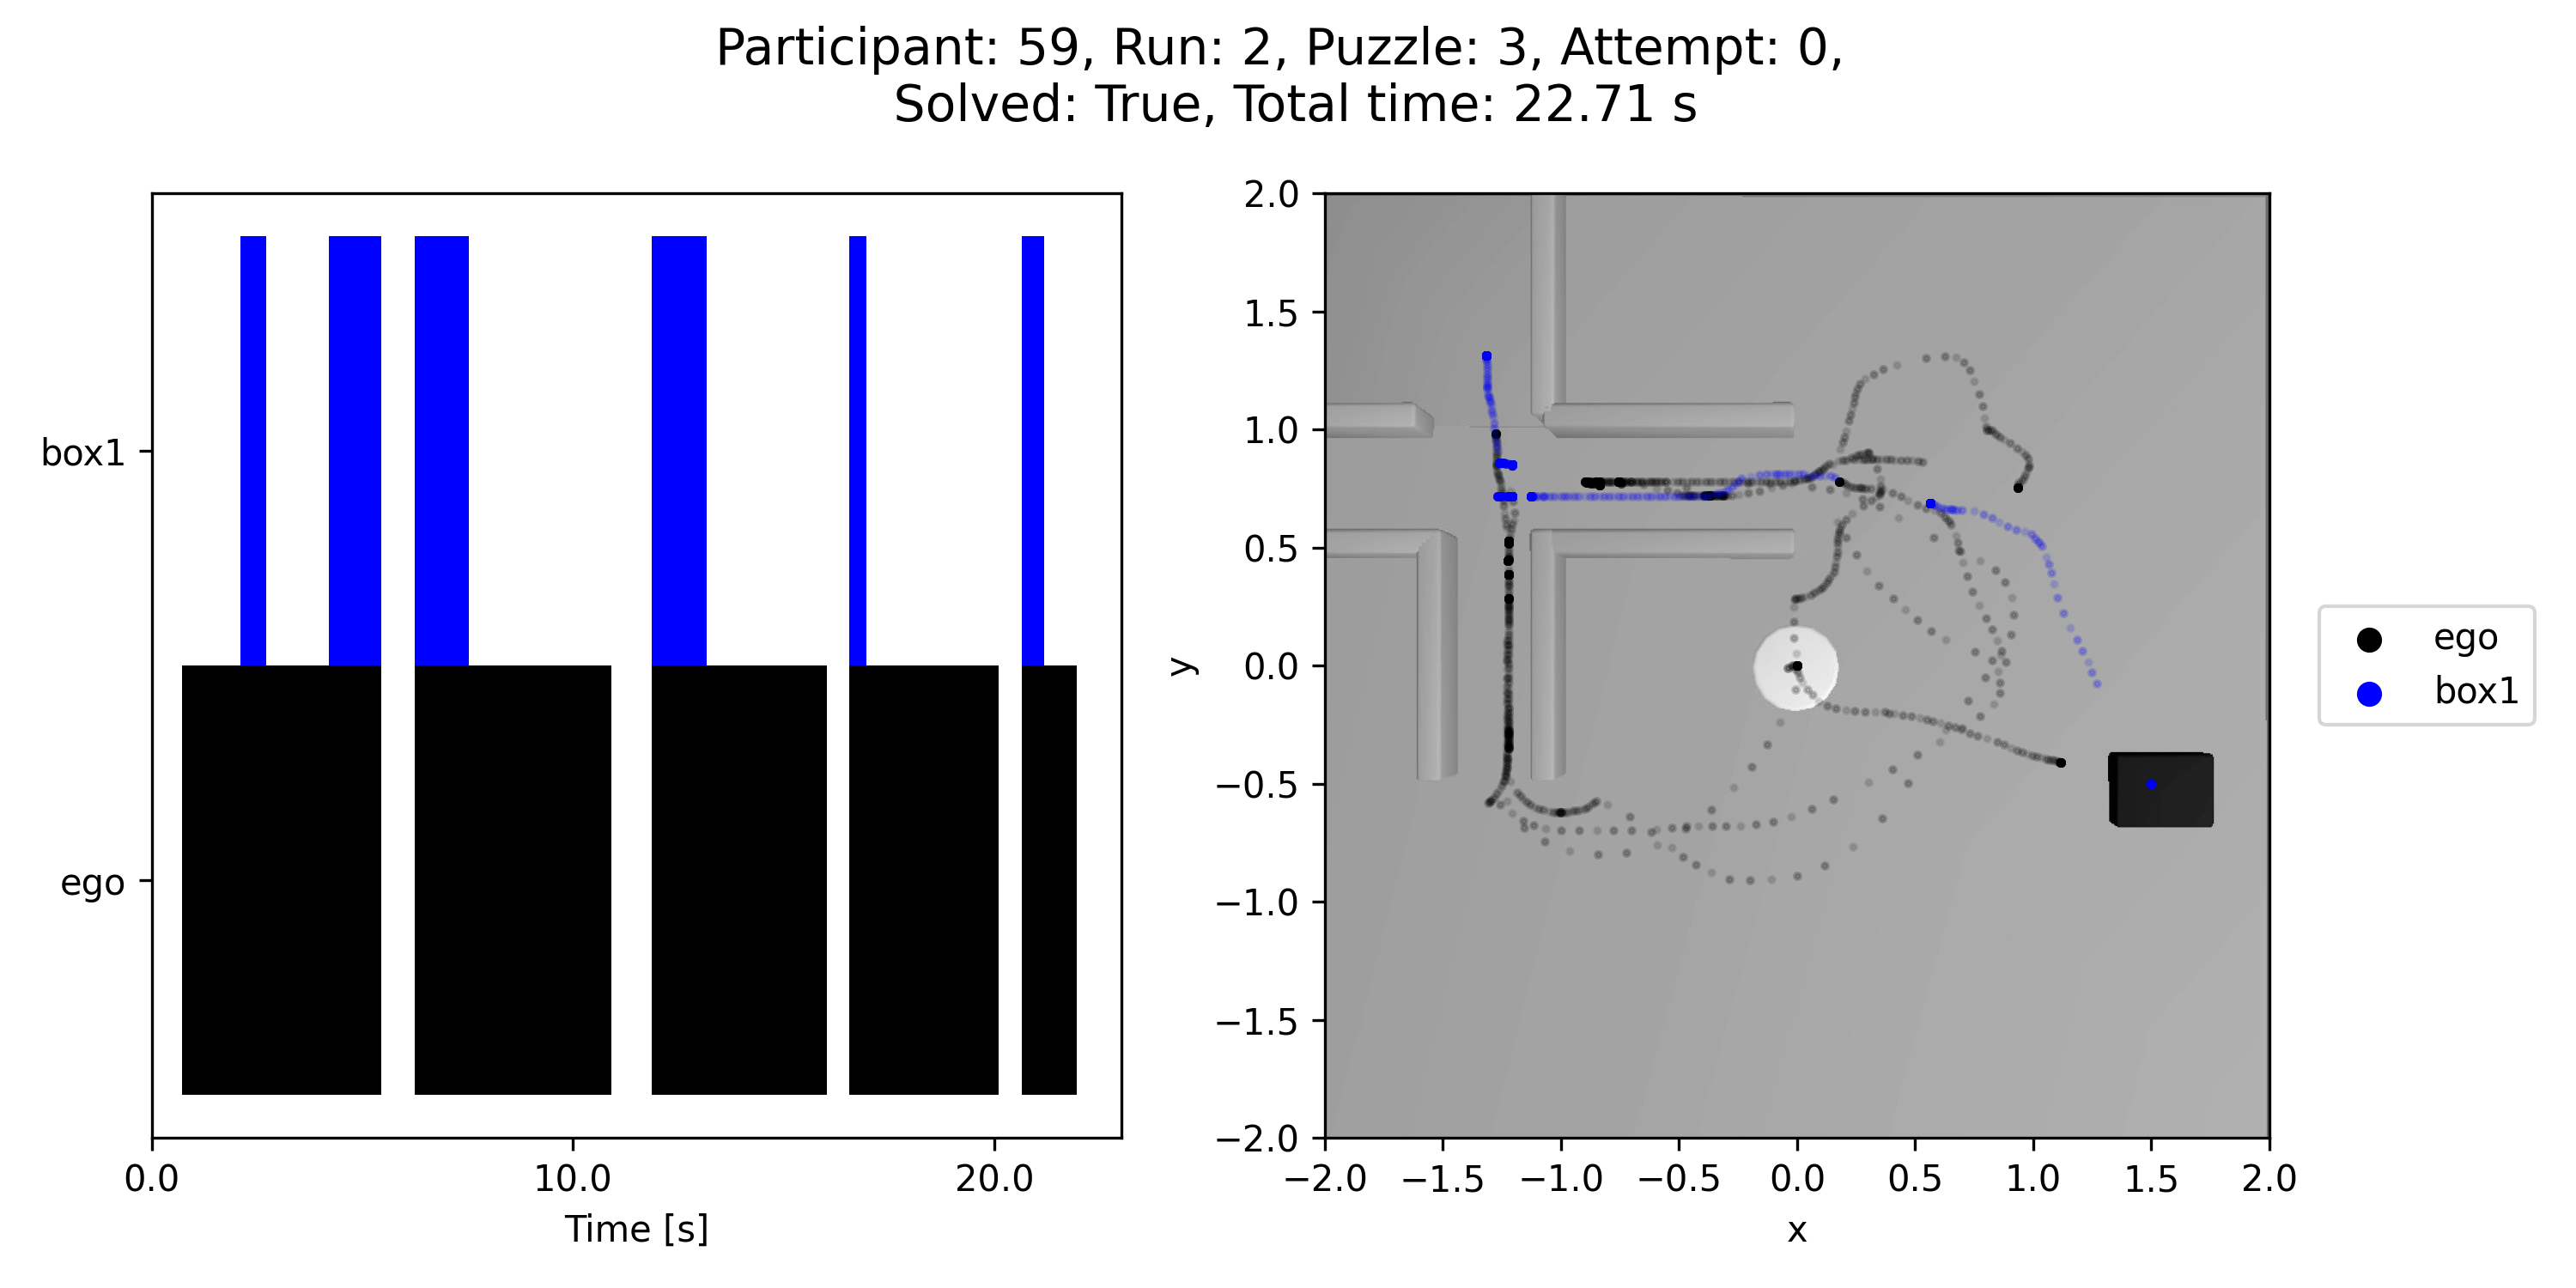 Participant: 59, Run: 2, Puzzle: 3, Attempt: 0,
Solved: True, Total time: 22.71 s
box1
ego
0.0 10.0 20.0
Time [s]
2.0
1.5
1.0
0.5
0.0
−0.5
−1.0
−1.5
−2.0
y
−2.0 −1.5 −1.0 −0.5 0.0 0.5 1.0 1.5 2.0
x
ego
box1